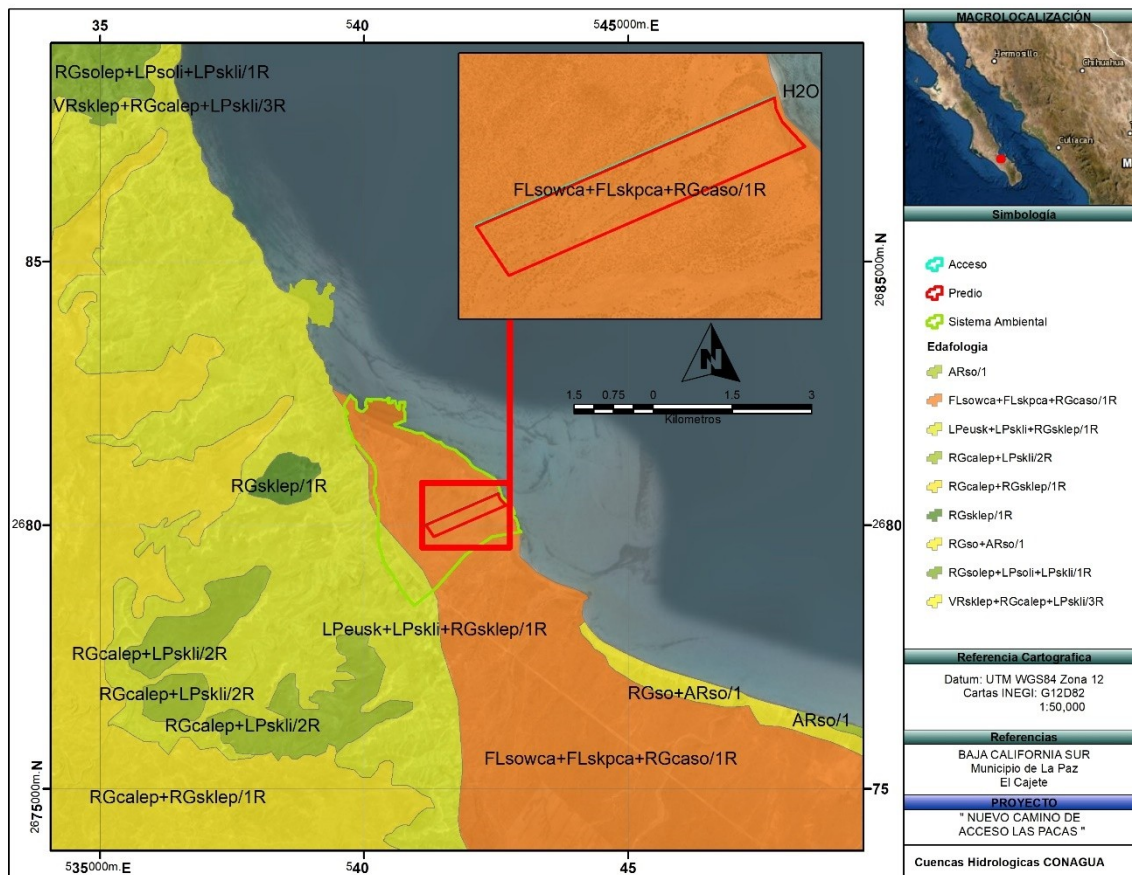 35
⁵40
⁵45000m.E
RGsolep+LPsoli+LPskli/1R
VRsklep+RGcalep+LPskli/3R
H2O
FLsowca+FLskpca+RGcaso/1R
85
2685000m.N
N
1.5 0.75 0 1.5 3
Kilometros
RGsklep/1R
2680
80
LPeusk+LPskli+RGsklep/1R
RGcalep+LPskli/2R
RGcalep+LPskli/2R
RGcalep+LPskli/2R
RGso+ARso/1
ARso/1
FLsowca+FLskpca+RGcaso/1R
RGcalep+RGsklep/1R
2675000m.N
75
535000m.E
40
45
MACROLOCALIZACIÓN
Hermosillo
Chihuahua
Culiacan
M
Simbología
Acceso
Predio
Sistema Ambiental
Edafologia
ARso/1
FLsowca+FLskpca+RGcaso/1R
LPeusk+LPskli+RGsklep/1R
RGcalep+LPskli/2R
RGcalep+RGsklep/1R
RGsklep/1R
RGso+ARso/1
RGsolep+LPsoli+LPskli/1R
VRsklep+RGcalep+LPskli/3R
Referencia Cartografica
Datum: UTM WGS84 Zona 12
Cartas INEGI: G12D82
1:50,000
Referencias
BAJA CALIFORNIA SUR
Municipio de La Paz
El Cajete
PROYECTO
" NUEVO CAMINO DE
ACCESO LAS PACAS "
Cuencas Hidrologicas CONAGUA